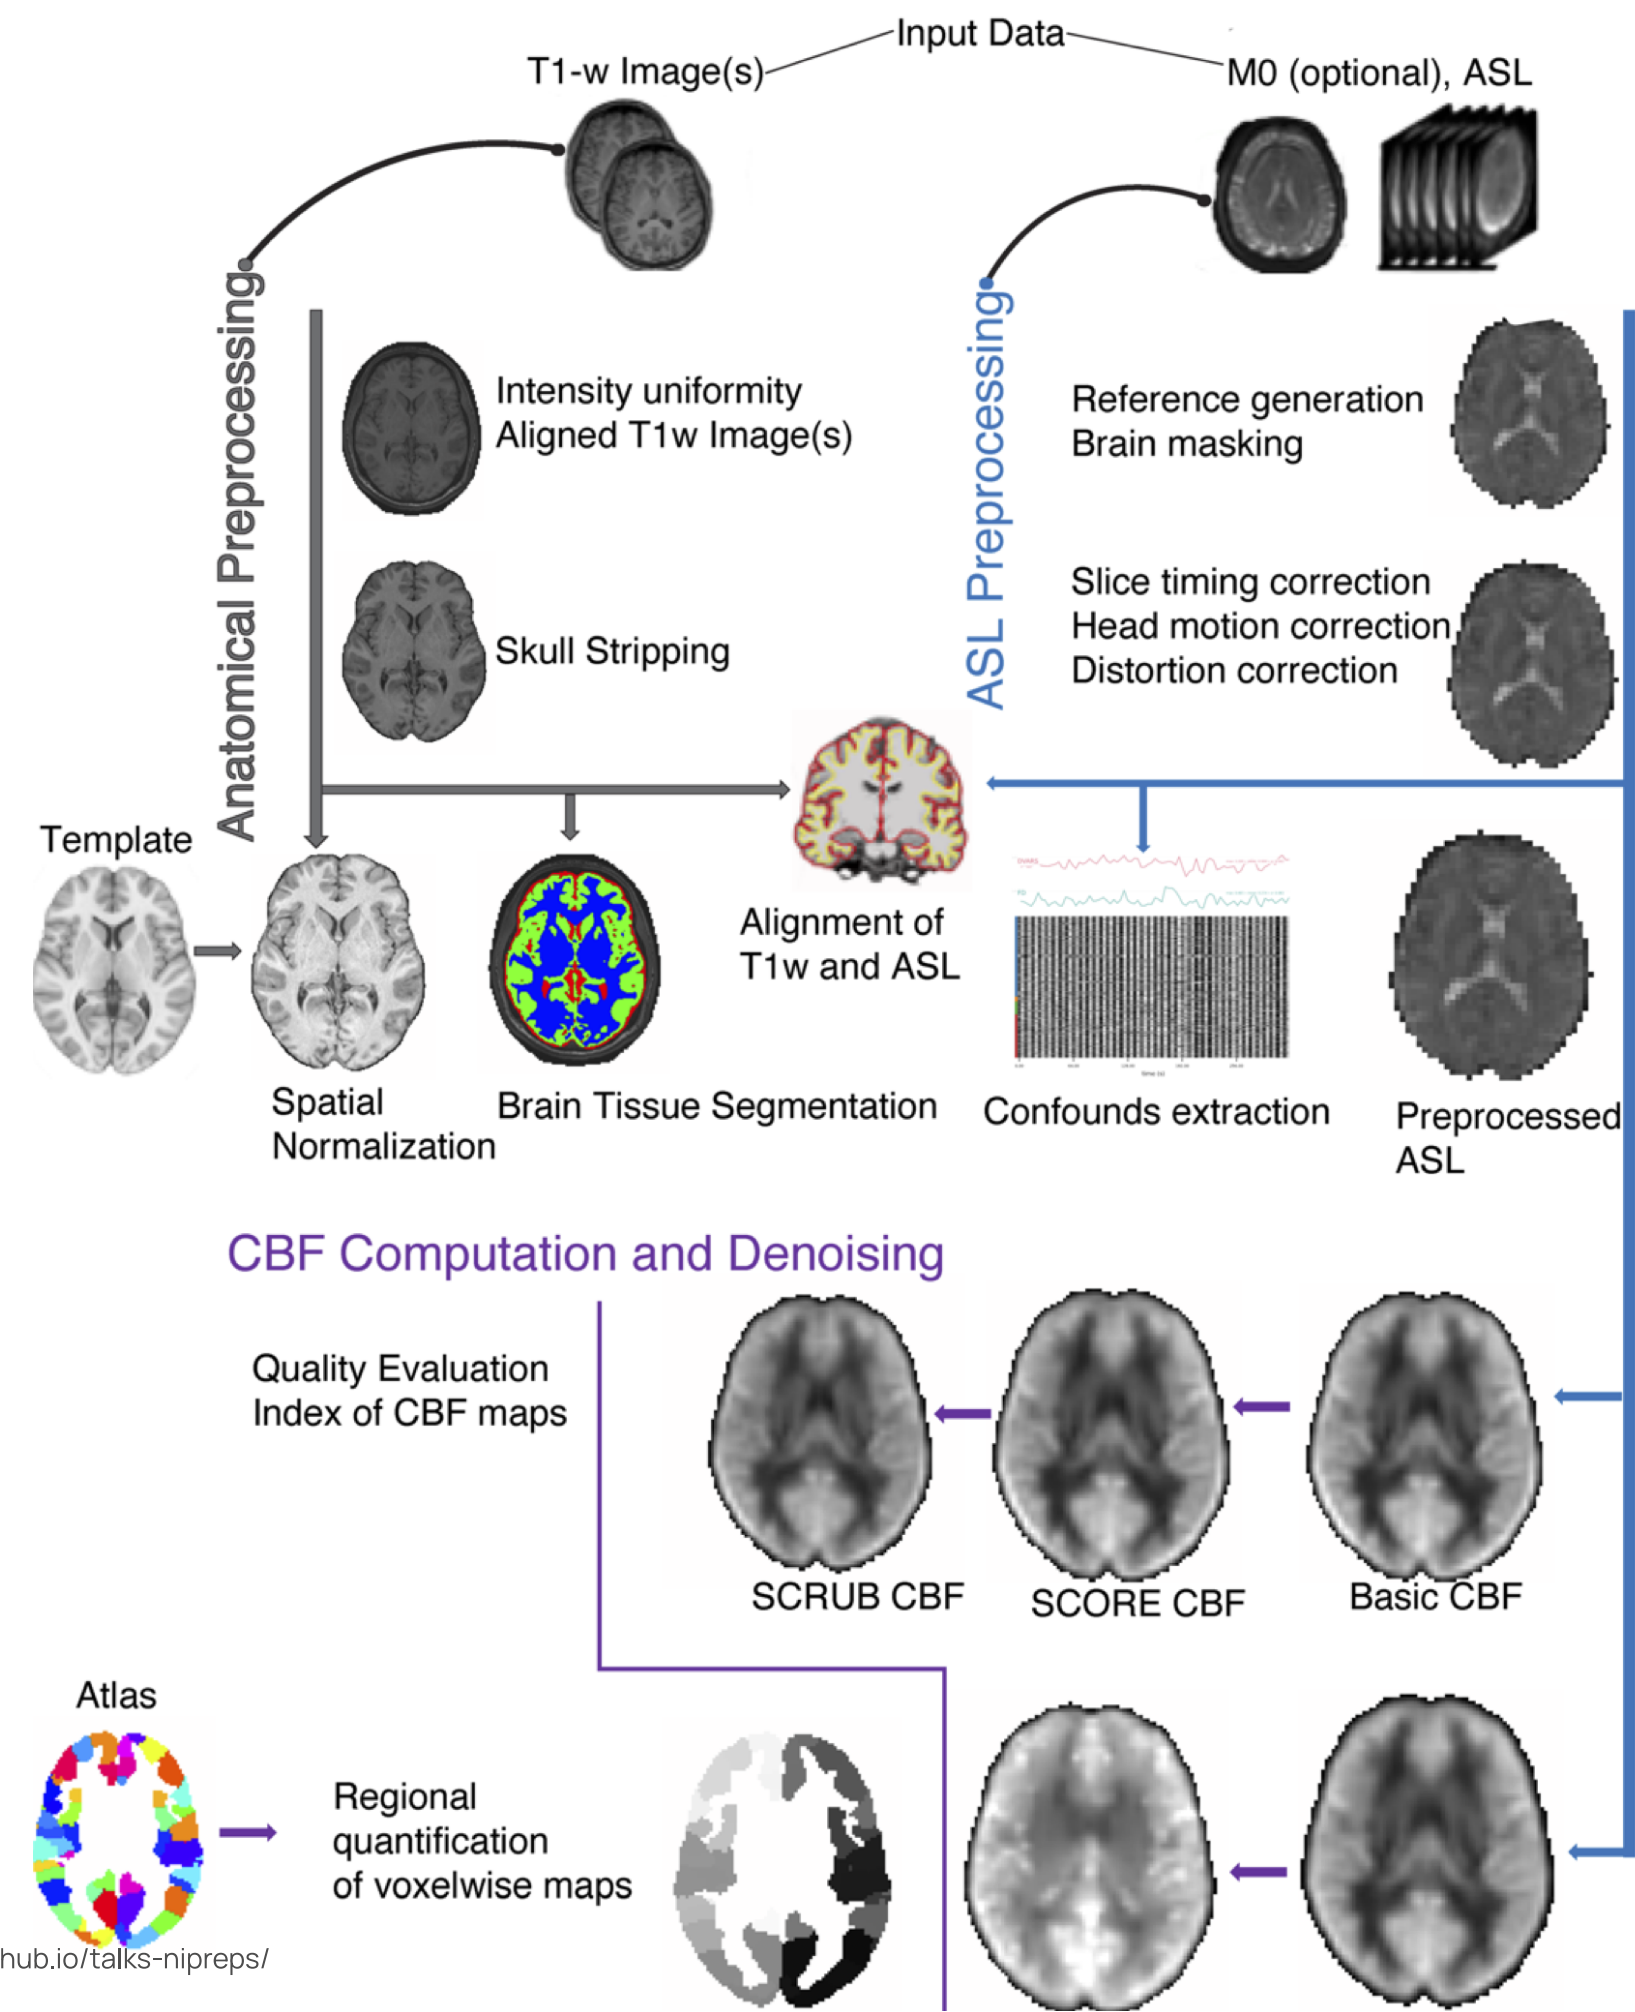 Input Data
T1-w Image(s)
M0 (optional), ASL
Anatomical Preprocessing
Intensity uniformity
Aligned T1w Image(s)
Skull Stripping
ASL Preprocessing
Reference generation
Brain masking
Slice timing correction
Head motion correction
Distortion correction
Template
Spatial
Normalization
Brain Tissue Segmentation
Alignment of
T1w and ASL
Confounds extraction
Preprocessed
ASL
CBF Computation and Denoising
Quality Evaluation
Index of CBF maps
SCRUB CBF
SCORE CBF
Basic CBF
Atlas
Regional
quantification
of voxelwise maps
hub.io/talks-nipreps/